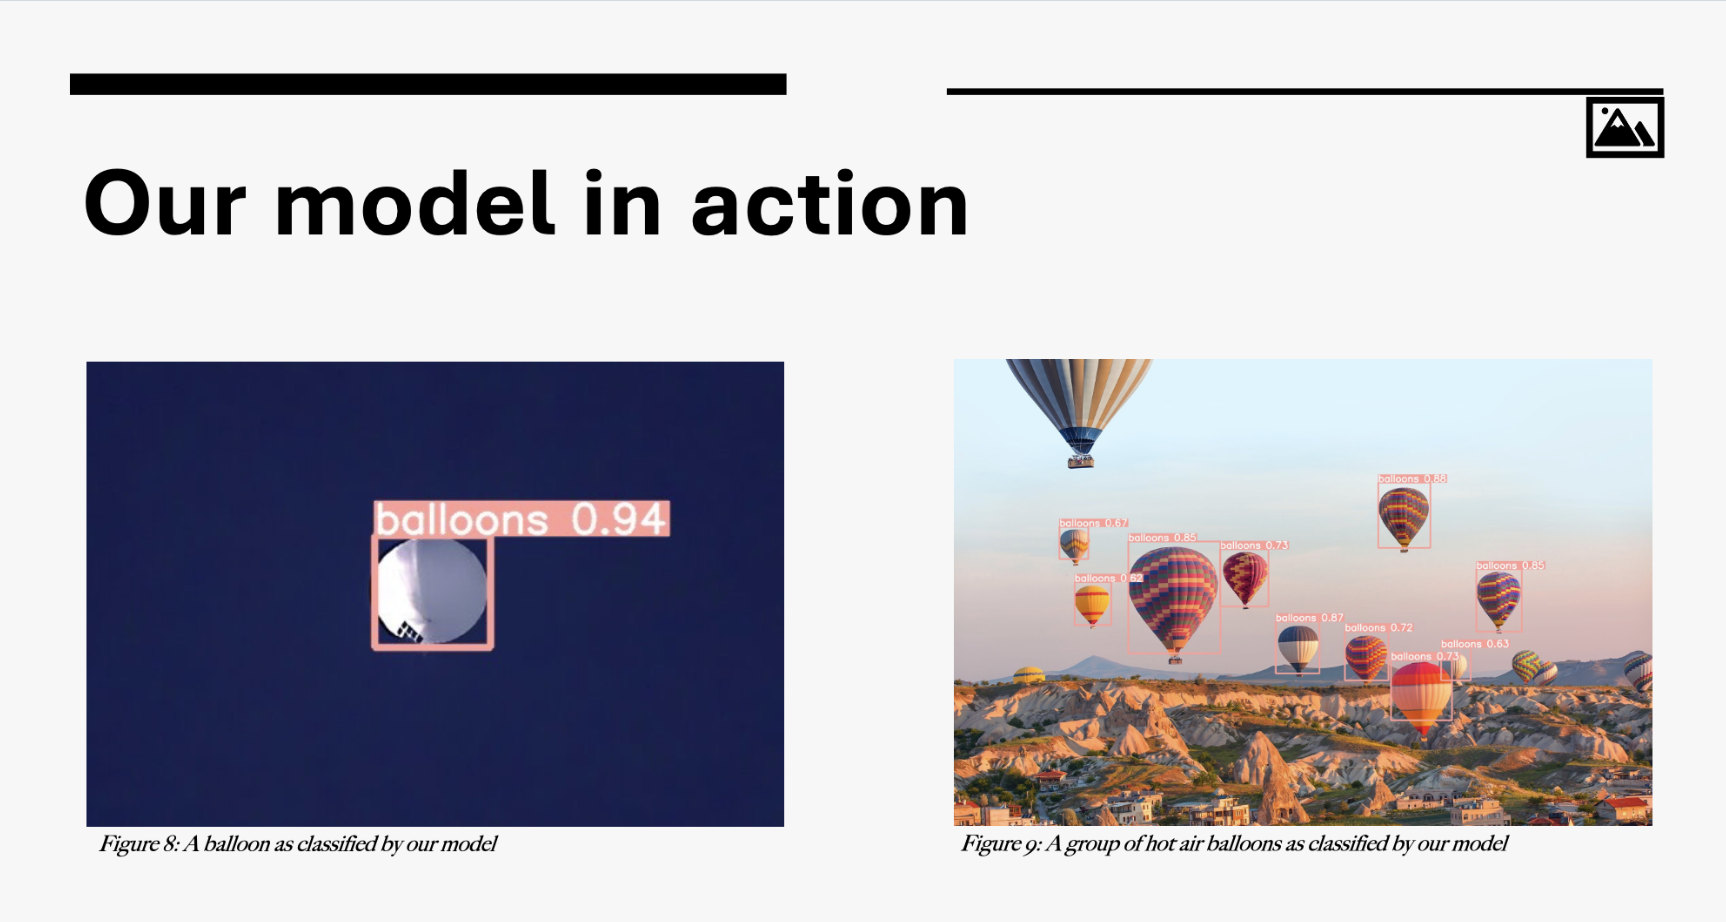 Our model in action
balloons 0.94
Figure 8: A balloon as classified by our model
balloons 0.68
balloons 0.67
balloons 0.85
balloons 0.73
balloons 0.62
balloons 0.85
balloons 0.87
balloons 0.72
balloons 0.63
balloons 0.73
Figure 9: A group of hot air balloons as classified by our model